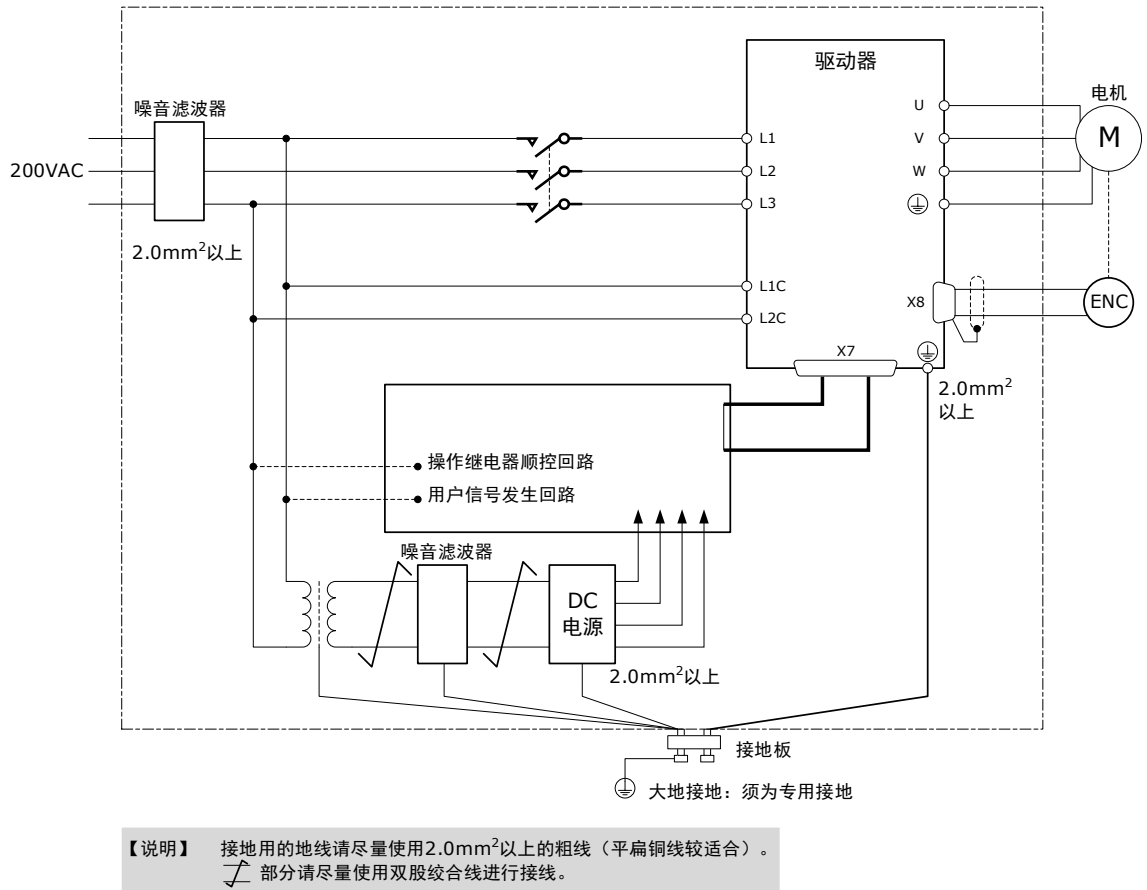 驱动器
电机
噪音滤波器
U
L1
V
M
200VAC
L2
W
L3
2.0mm²以上
L1C
X8
ENC
L2C
X7
2.0mm²
以上
操作继电器顺控回路
用户信号发生回路
噪音滤波器
DC
电源
2.0mm²以上
接地板
大地接地：须为专用接地
【说明】 接地用的地线请尽量使用2.0mm²以上的粗线（平扁铜线较适合）。
部分请尽量使用双股绞合线进行接线。